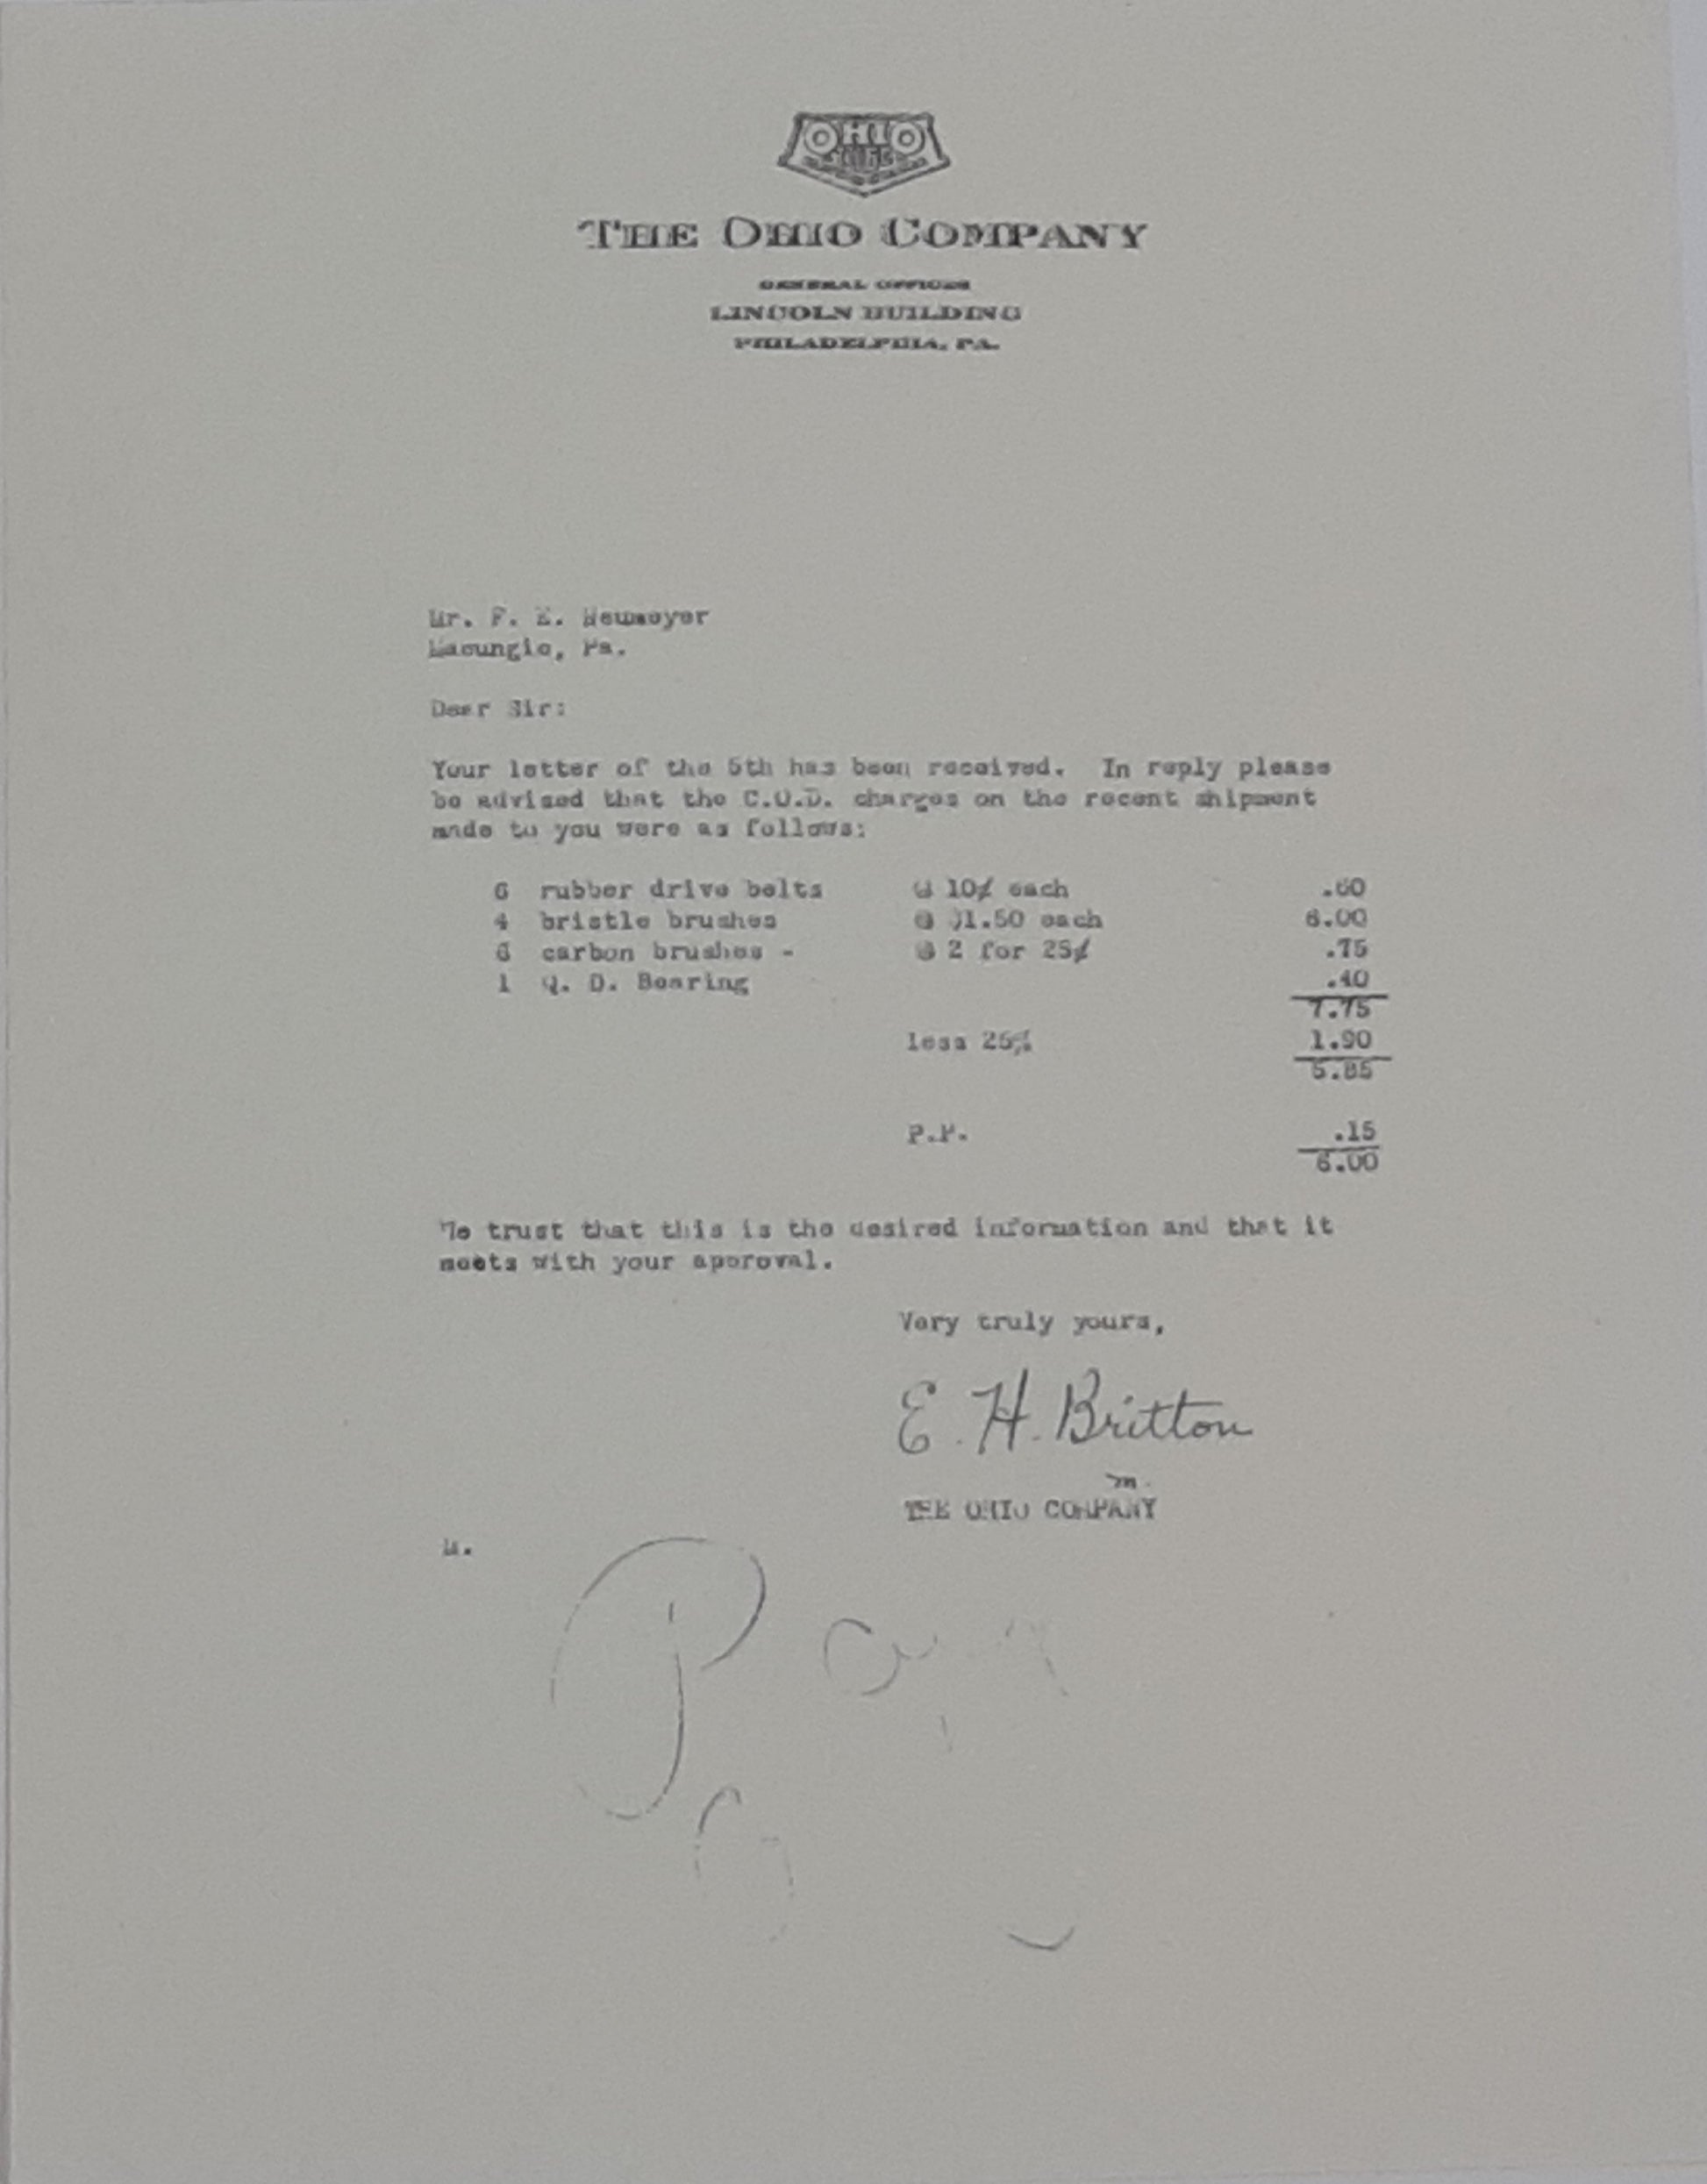 OHIO
THE OHIO COMPANY
GENERAL OFFICES
LINCOLN BUILDING
PHILADELPHIA, PA.
Mr. F. E. Neumoyer
Macungie, Pa.
Dear Sir:
Your letter of the 5th has been received. In reply please
be advised that the C.O.D. charges on the recent shipment
made to you were as follows:
6 rubber drive belts @ 10¢ each .60
4 bristle brushes @ $1.50 each 6.00
6 carbon brushes - @ 2 for 25¢ .75
1 Q. D. Bearing .40
7.75
less 25% 1.90
5.85
P.P. .15
6.00
We trust that this is the desired information and that it
meets with your aporoval.
Very truly yours,
E. H. Britton
m.
THE OHIO COMPANY
M.